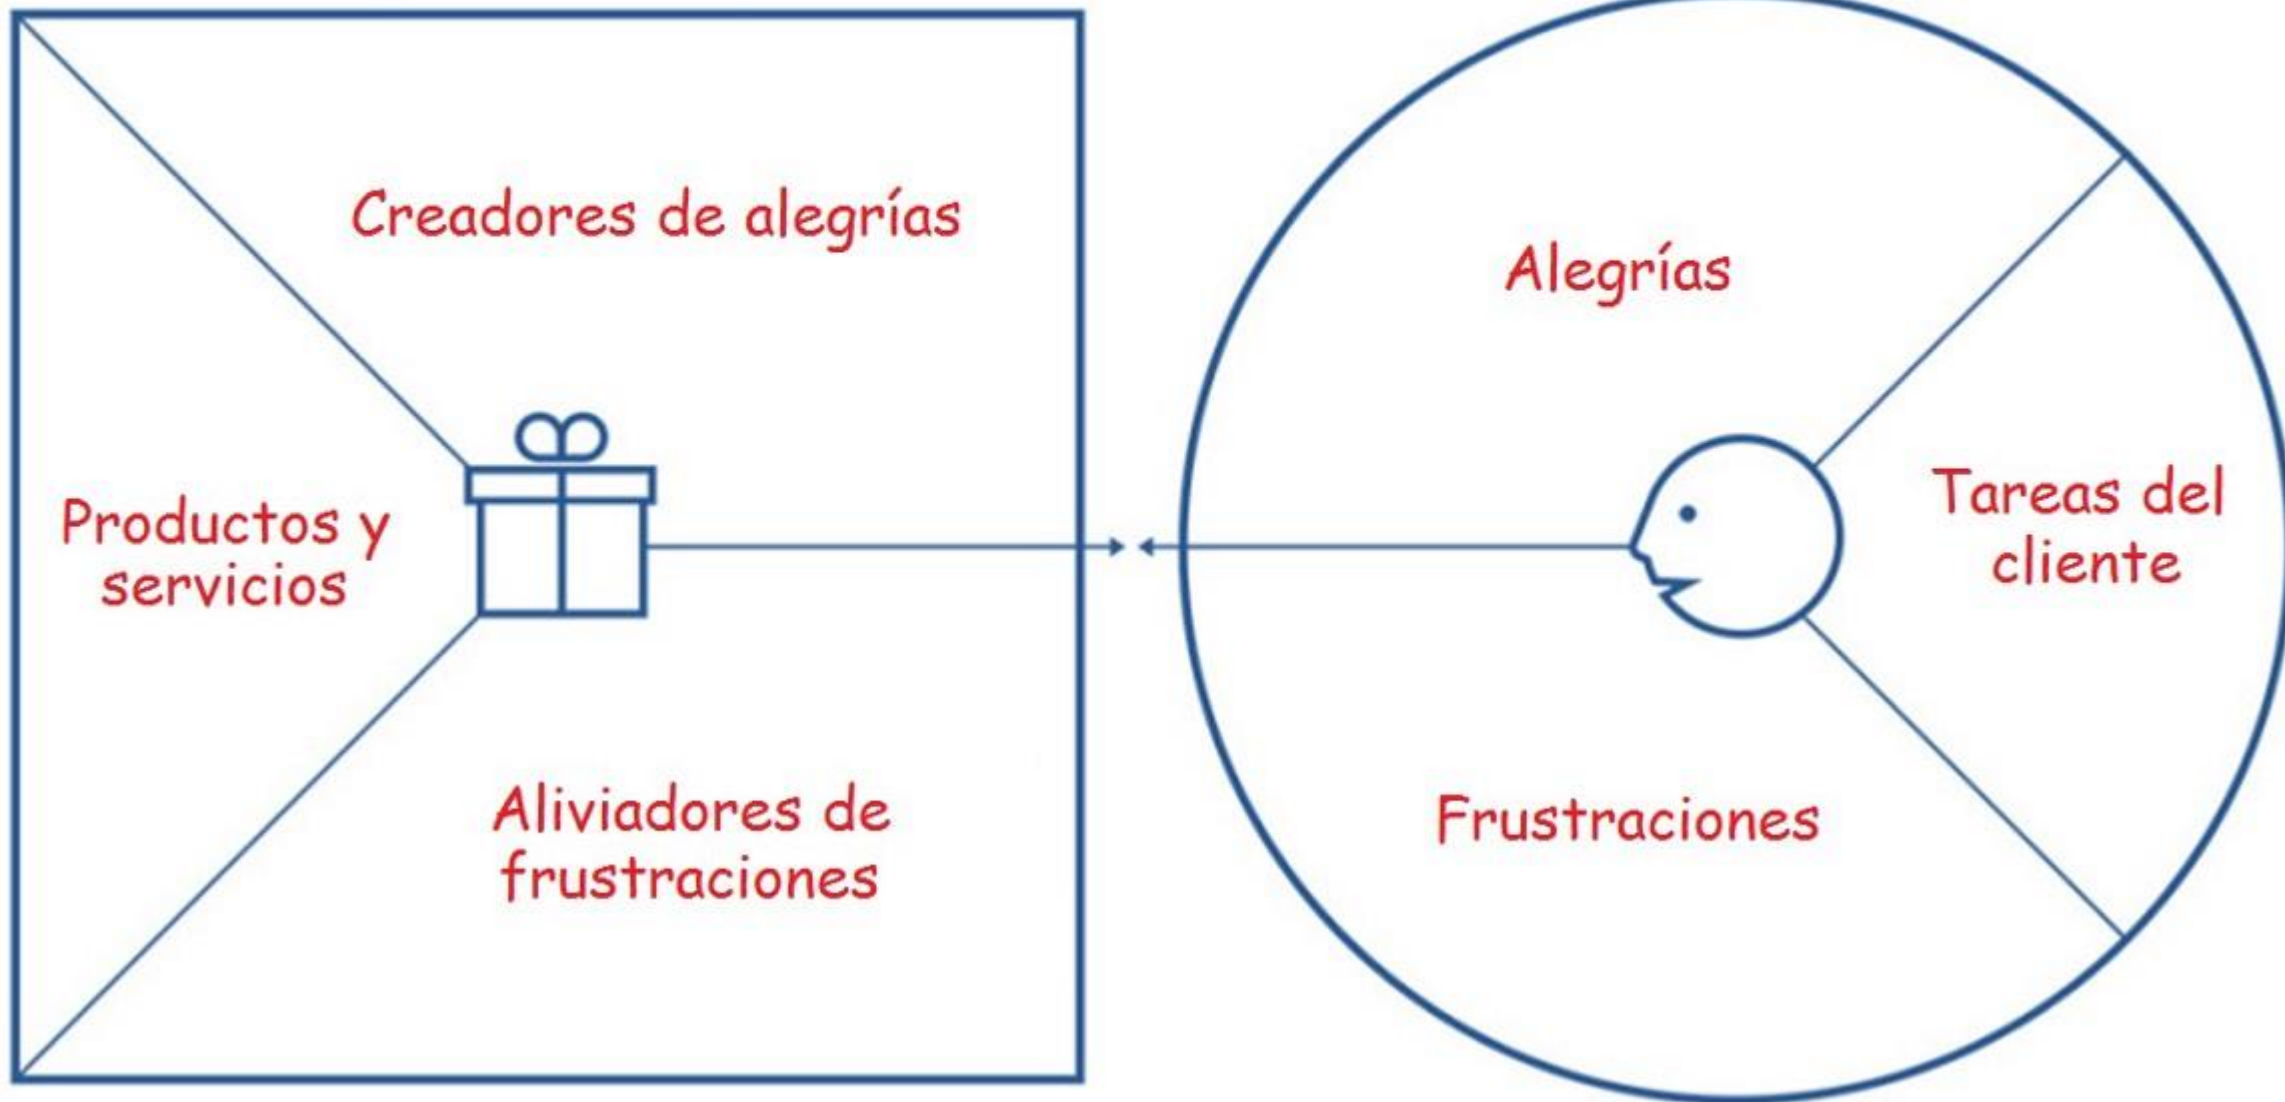 Creadores de alegrías
Productos y
servicios
Aliviadores de
frustraciones
Alegrías
Tareas del
cliente
Frustraciones